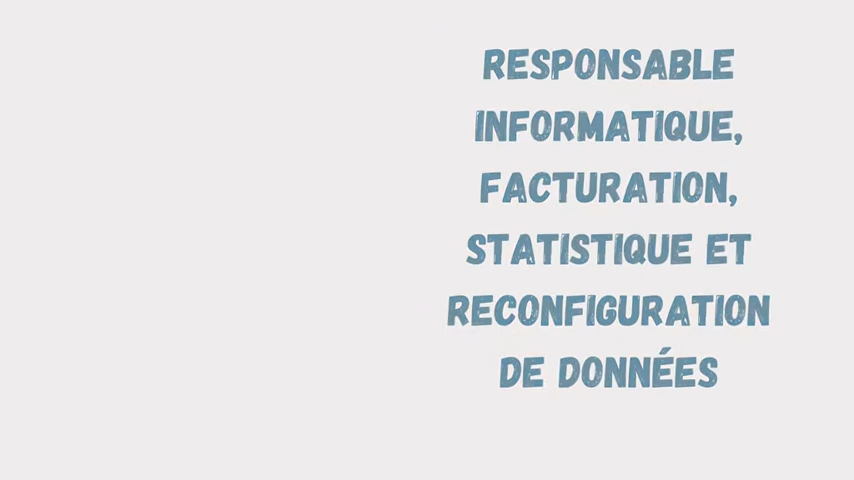 RESPONSABLE
INFORMATIQUE,
FACTURATION,
STATISTIQUE ET
RECONFIGURATION
DE DONNÉES